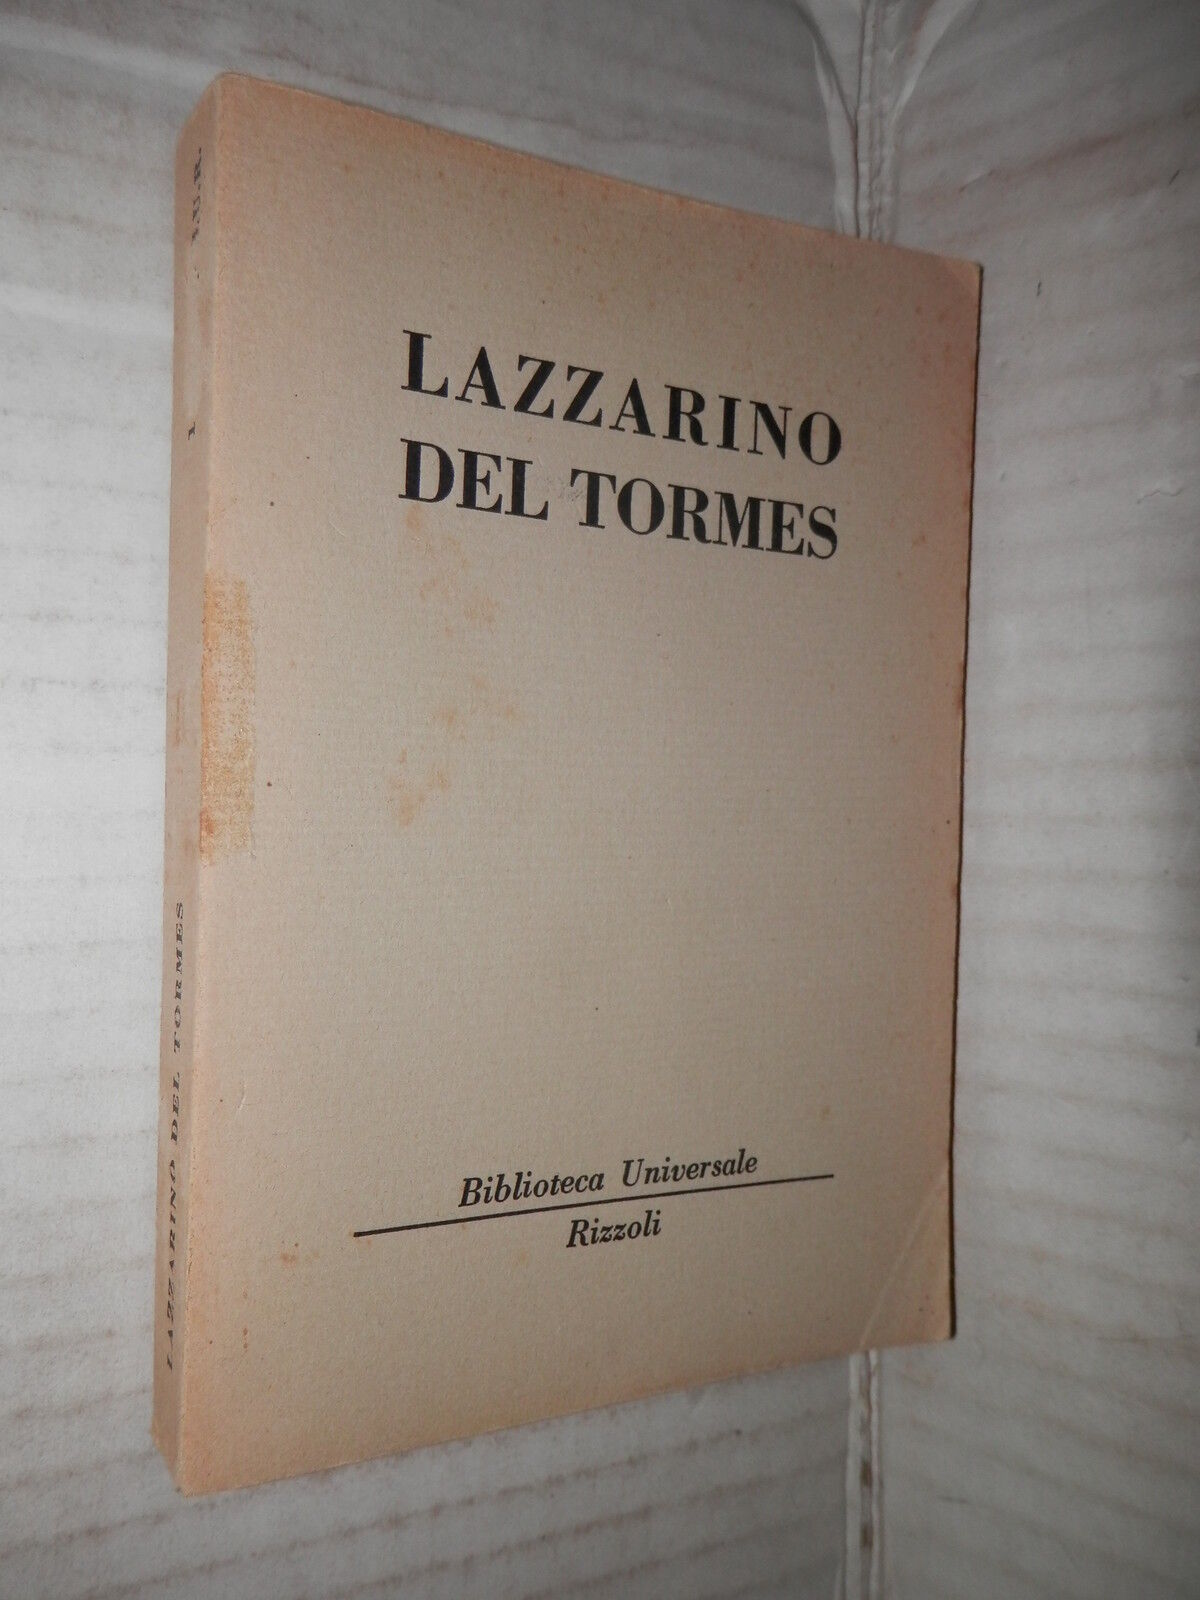 LAZZARINO
DEL TORMES
Biblioteca Universale
Rizzoli
LAZZARINO DEL TORMES